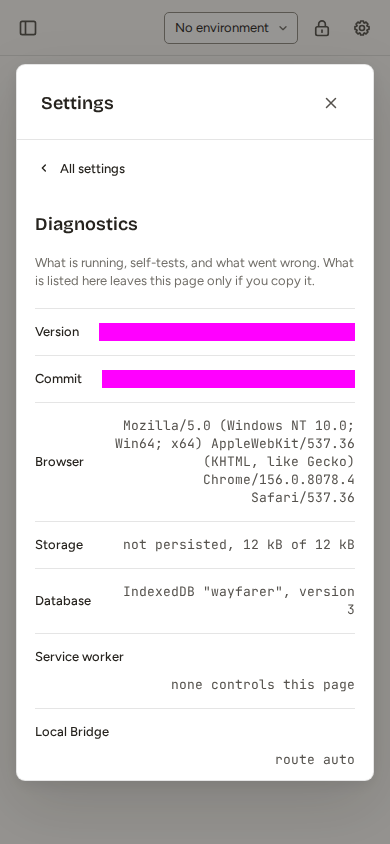 No environment
Settings
All settings
Diagnostics
What is running, self-tests, and what went wrong. What
is listed here leaves this page only if you copy it.
Version
Commit
Browser
Mozilla/5.0 (Windows NT 10.0;
Win64; x64) AppleWebKit/537.36
(KHTML, like Gecko)
Chrome/156.0.8078.4
Safari/537.36
Storage
not persisted, 12 kB of 12 kB
Database
IndexedDB "wayfarer", version
3
Service worker
none controls this page
Local Bridge
route auto